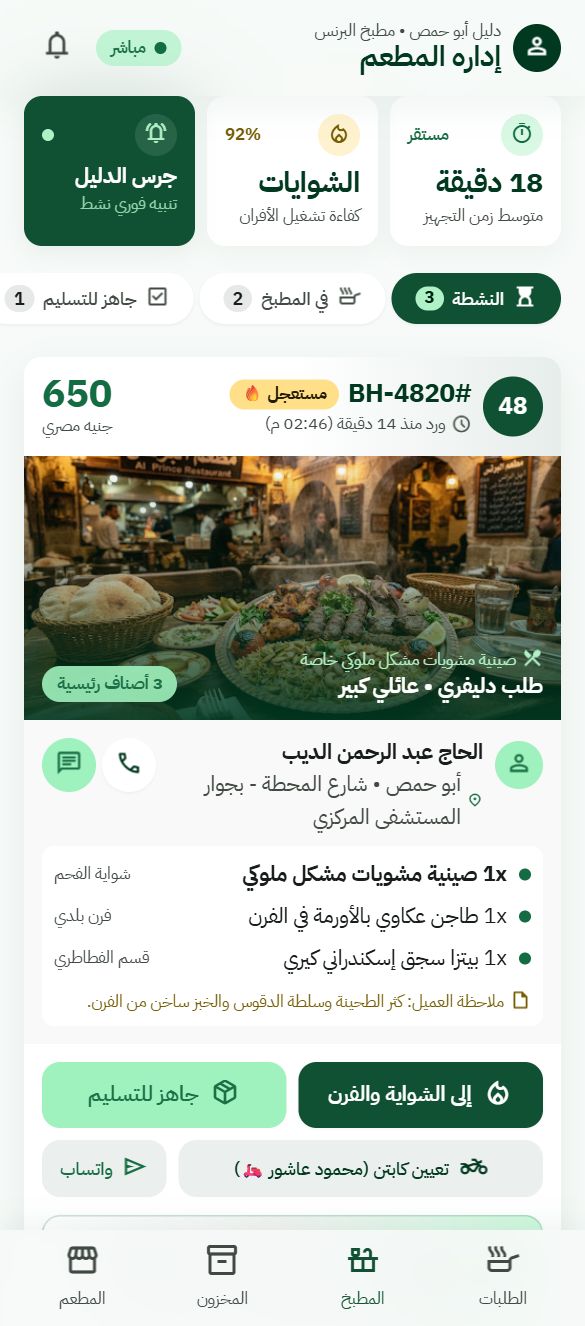 دليل أبو حمص • مطبخ البرنس
إداره المطعم
مباشر
مستقر
18 دقيقة
متوسط زمن التجهيز
92%
الشوايات
كفاءة تشغيل الأفران
جرس الدليل
تنبيه فوري نشط
النشطة 3
في المطبخ 2
جاهز للتسليم 1
48
#BH-4820 مستعجل 🔥
ورد منذ 14 دقيقة (02:46 م)
650
جنيه مصري
Al Prince Restaurant
صينية مشويات مشكل ملوكي خاصة
طلب دليفري • عائلي كبير
3 أصناف رئيسية
الحاج عبد الرحمن الديب
أبو حمص • شارع المحطة - بجوار
المستشفى المركزي
1x صينية مشويات مشكل ملوكي شواية الفحم
1x طاجن عكاوي بالأورمة في الفرن فرن بلدي
1x بيتزا سجق إسكندراني كيري قسم الفطاطري
ملاحظة العميل: كثر الطحينة وسلطة الدقوس والخبز ساخن من الفرن.
إلى الشواية والفرن
جاهز للتسليم
تعيين كابتن (محمود عاشور 🛵)
واتساب
الطلبات
المطبخ
المخزون
المطعم